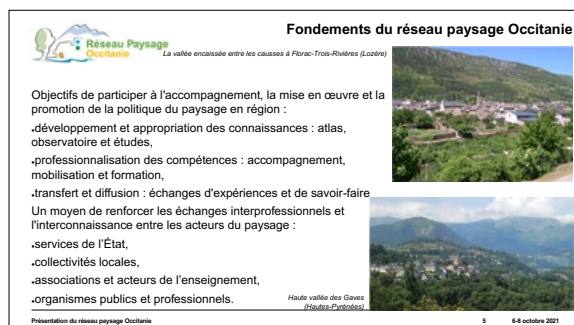 Fondements du réseau paysage Occitanie
Réseau Paysage
Occitanie
La vallée encaissée entre les causses à Florac-Trois-Rivières (Lozère)
Objectifs de participer à l'accompagnement, la mise en œuvre et la
promotion de la politique du paysage en région :
•développement et appropriation des connaissances : atlas,
observatoire et études,
•professionnalisation des compétences : accompagnement,
mobilisation et formation,
•transfert et diffusion : échanges d'expériences et de savoir-faire
Un moyen de renforcer les échanges interprofessionnels et
l'interconnaissance entre les acteurs du paysage :
•services de l’État,
•collectivités locales,
•associations et acteurs de l’enseignement,
•organismes publics et professionnels.
Haute vallée des Gaves
(Hautes-Pyrénées)
Présentation du réseau paysage Occitanie
5
6-8 octobre 2021